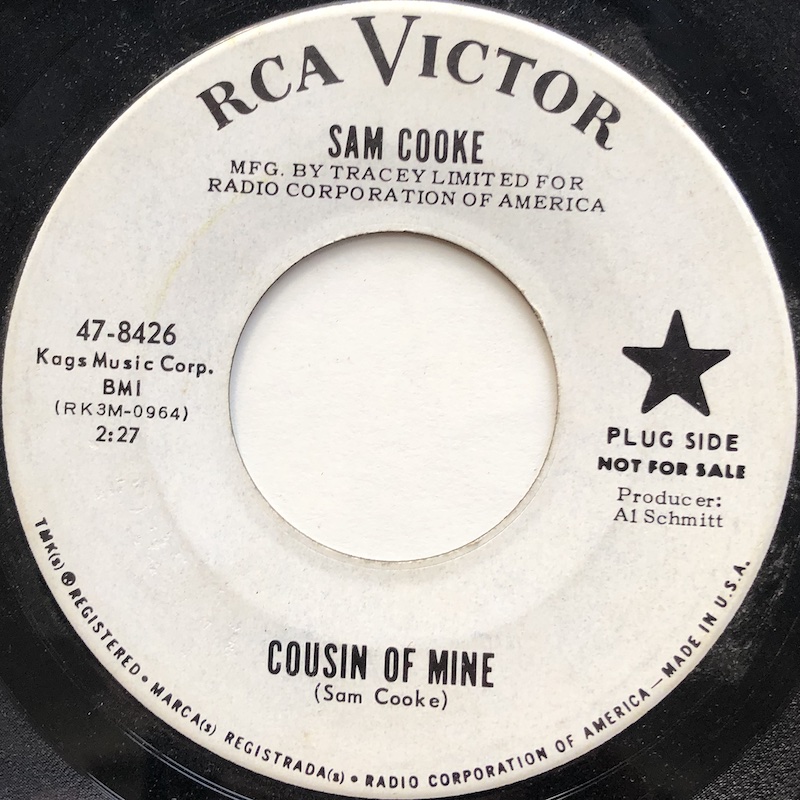 RCA VICTOR
SAM COOKE
MFG. BY TRACEY LIMITED FOR
RADIO CORPORATION OF AMERICA
47-8426
Kags Music Corp.
BMI
(RK3M-0964)
2:27
PLUG SIDE
NOT FOR SALE
Producer:
Al Schmitt
COUSIN OF MINE
(Sam Cooke)
TMK(s) ® REGISTERED • MARCA(s) REGISTRADA(s) • RADIO CORPORATION OF AMERICA — MADE IN U.S.A.